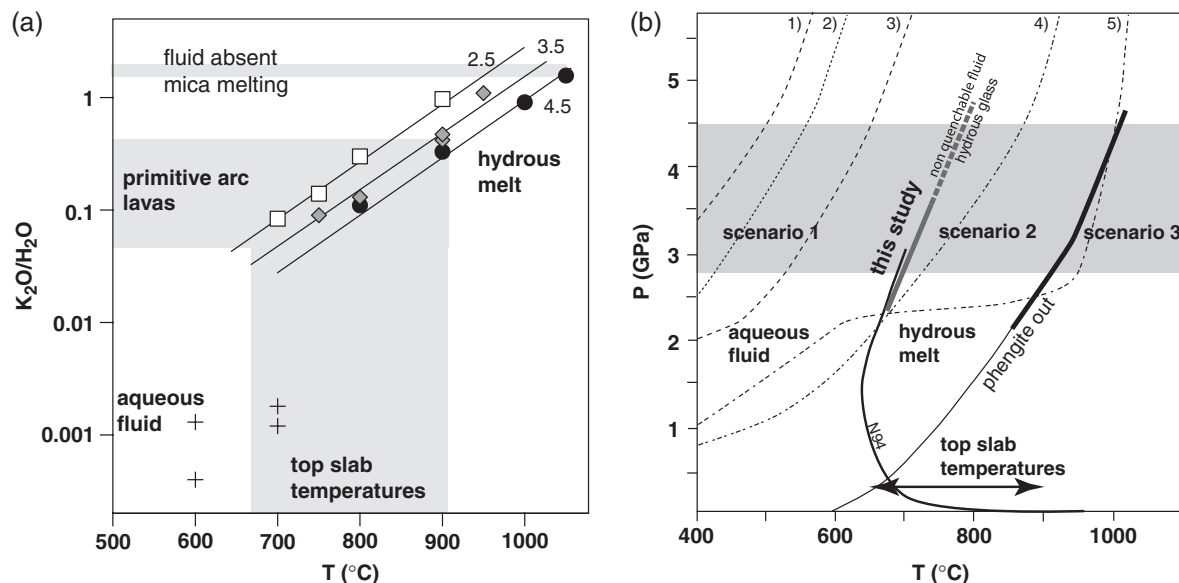 (a)
fluid absent
mica melting
2.5
3.5
4.5
primitive arc
lavas
hydrous
melt
aqueous
fluid
top slab
temperatures
1
0.1
0.01
0.001
K₂O/H₂O
500
600
700
800
900
1000
T (°C)
(b)
1)
2)
3)
4)
5)
non quenchable fluid
hydrous glass
this study
scenario 1
scenario 2
scenario 3
aqueous
fluid
hydrous
melt
phengite out
N94
top slab
temperatures
5
4
3
2
1
P (GPa)
400
600
800
1000
T (°C)